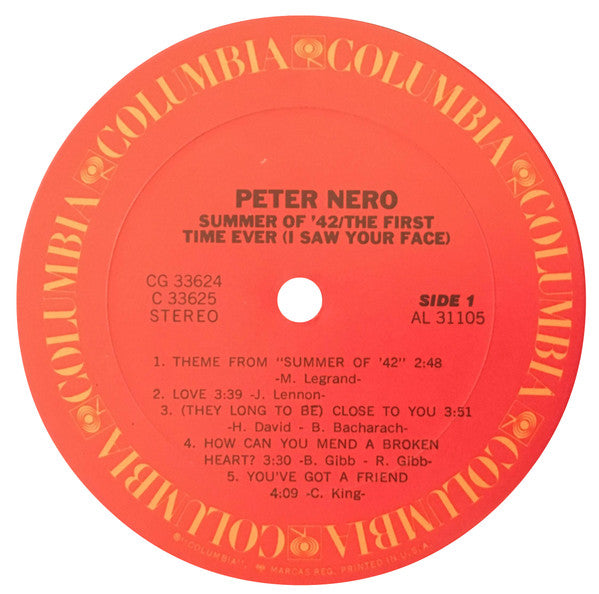 COLUMBIA COLUMBIA COLUMBIA COLUMBIA COLUMBIA COLUMBIA
PETER NERO
SUMMER OF '42/THE FIRST
TIME EVER (I SAW YOUR FACE)
CG 33624
C 33625
STEREO
SIDE 1
AL 31105
1. THEME FROM "SUMMER OF '42" 2:48
-M. Legrand-
2. LOVE 3:39 -J. Lennon-
3. (THEY LONG TO BE) CLOSE TO YOU 3:51
-H. David - B. Bacharach-
4. HOW CAN YOU MEND A BROKEN
HEART? 3:30 -B. Gibb - R. Gibb-
5. YOU'VE GOT A FRIEND
4:09 -C. King-
"COLUMBIA", MARCAS REG. PRINTED IN U.S.A.